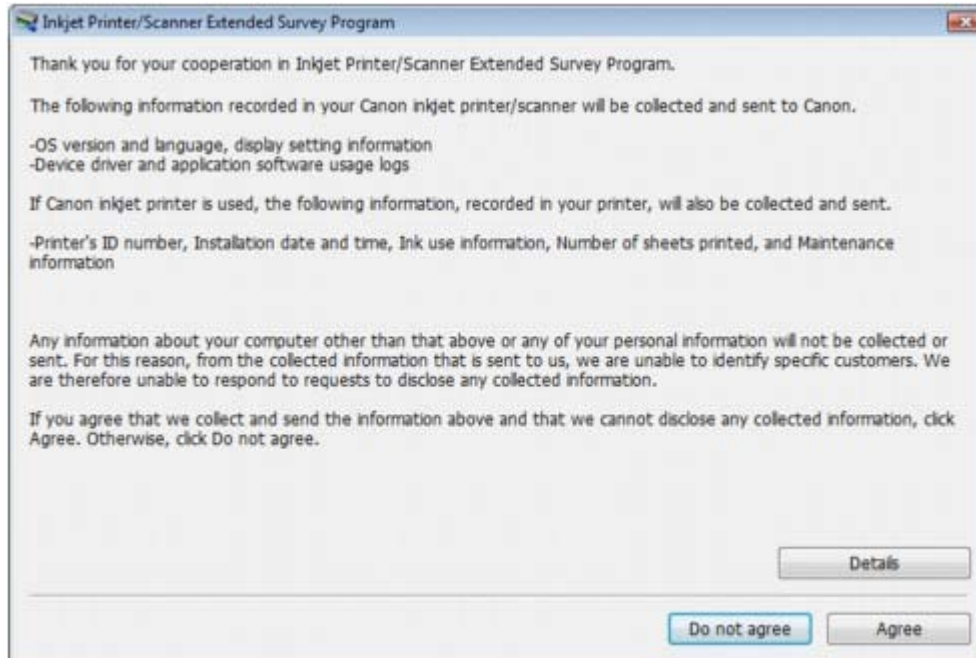 Inkjet Printer/Scanner Extended Survey Program
Thank you for your cooperation in Inkjet Printer/Scanner Extended Survey Program.
The following information recorded in your Canon inkjet printer/scanner will be collected and sent to Canon.
-OS version and language, display setting information
-Device driver and application software usage logs
If Canon inkjet printer is used, the following information, recorded in your printer, will also be collected and sent.
-Printer's ID number, Installation date and time, Ink use information, Number of sheets printed, and Maintenance
information
Any information about your computer other than that above or any of your personal information will not be collected or
sent. For this reason, from the collected information that is sent to us, we are unable to identify specific customers. We
are therefore unable to respond to requests to disclose any collected information.
If you agree that we collect and send the information above and that we cannot disclose any collected information, click
Agree. Otherwise, click Do not agree.
Details
Do not agree
Agree